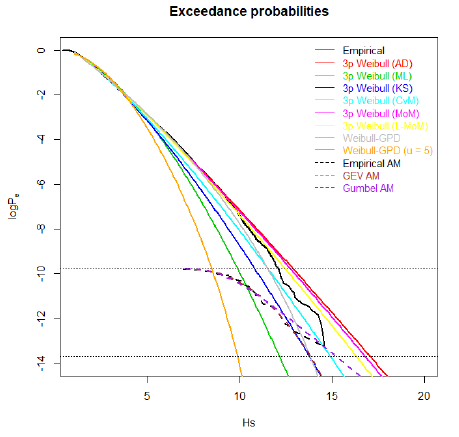 Exceedance probabilities
Empirical
3p Weibull (AD)
3p Weibull (ML)
3p Weibull (KS)
3p Weibull (CvM)
3p Weibull (MoM)
3p Weibull (L-MoM)
Weibull-GPD
Weibull-GPD (u = 5)
Empirical AM
GEV AM
Gumbel AM
logPe
0
-2
-4
-6
-8
-10
-12
-14
5
10
15
20
Hs